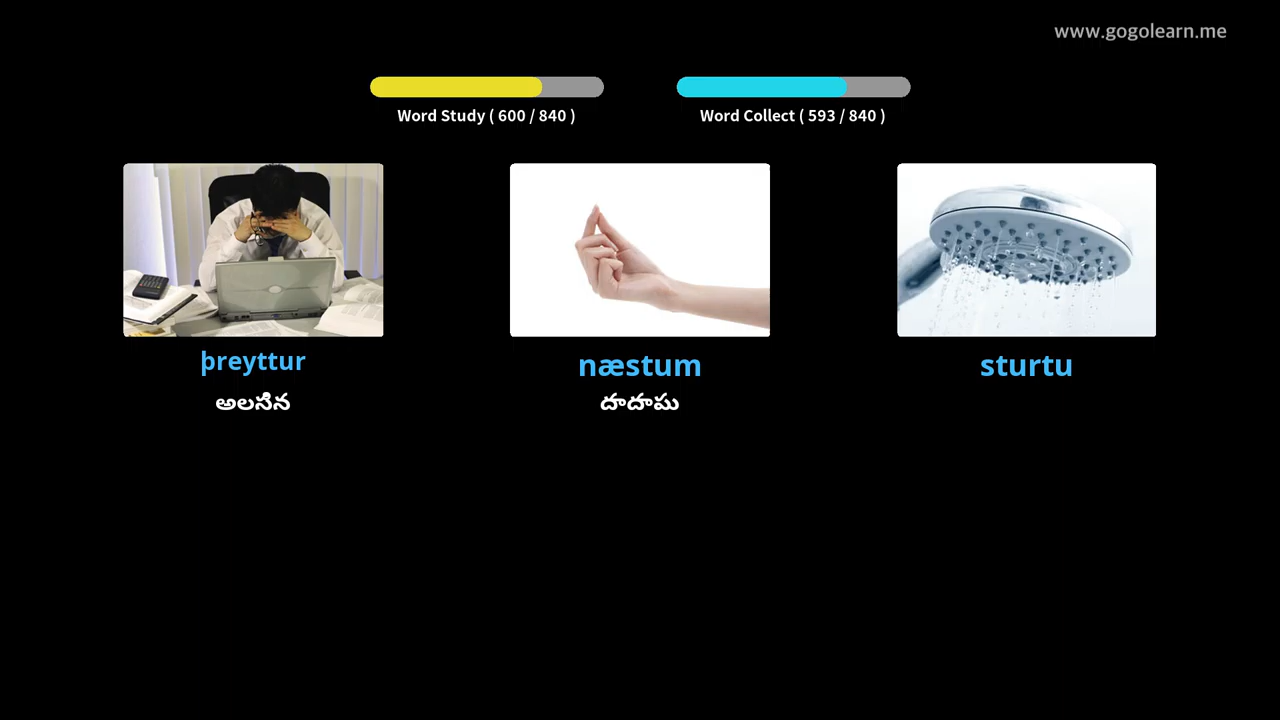 www.gogolearn.me
Word Study ( 600 / 840 )
Word Collect ( 593 / 840 )
þreyttur
næstum
sturtu
అలసిన
దాదాపు